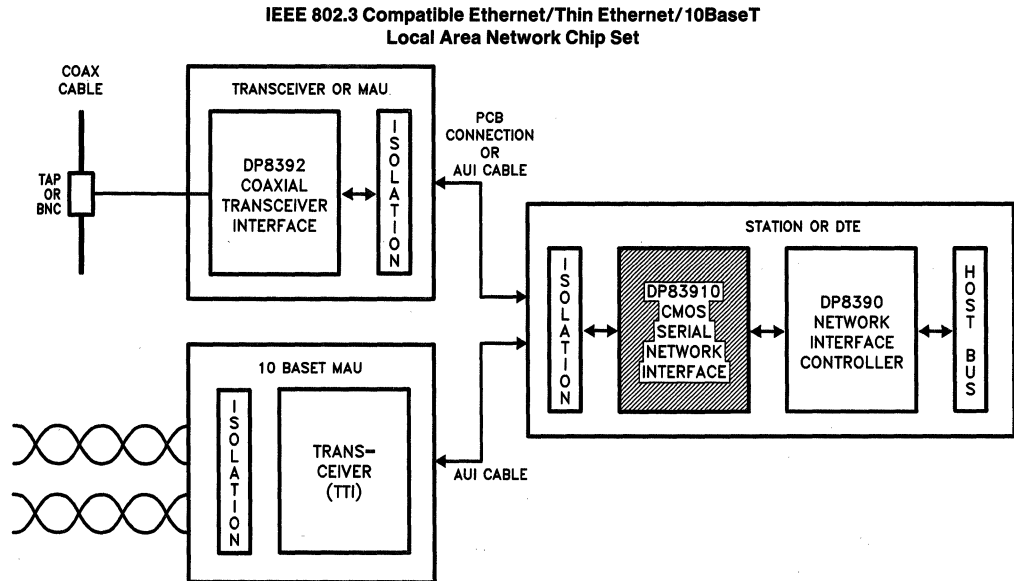 IEEE 802.3 Compatible Ethernet/Thin Ethernet/10BaseT
Local Area Network Chip Set
COAX
CABLE
TAP
OR
BNC
TRANSCEIVER OR MAU
DP8392
COAXIAL
TRANSCEIVER
INTERFACE
ISOLATION
PCB
CONNECTION
OR
AUI CABLE
STATION OR DTE
ISOLATION
DP83910
CMOS
SERIAL
NETWORK
INTERFACE
DP8390
NETWORK
INTERFACE
CONTROLLER
HOST BUS
10 BASET MAU
ISOLATION
TRANS-
CEIVER
(TTI)
AUI CABLE